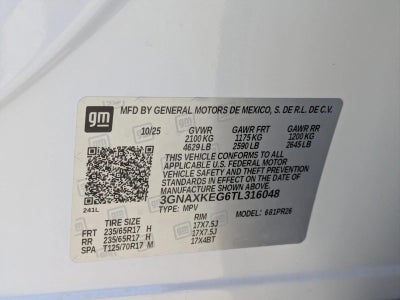 gm
MFD BY GENERAL MOTORS DE MEXICO, S. DE R.L. DE C.V.
10/25 GVWR GAWR FRT GAWR RR
2100 KG 1175 KG 1200 KG
4629 LB 2590 LB 2645 LB
THIS VEHICLE CONFORMS TO ALL
APPLICABLE U.S. FEDERAL MOTOR
VEHICLE SAFETY AND BUMPER AND
THEFT PREVENTION STANDARDS IN
EFFECT ON THE DATE OF
MANUFACTURE SHOWN ABOVE.
3GNAXKEG6TL316048
241L TYPE: MPV MODEL: 681PR26
TIRE SIZE RIM
FRT 235/65R17 H 17X7.5J
RR 235/65R17 H 17X7.5J
SPA T125/70R17 M 17X4BT